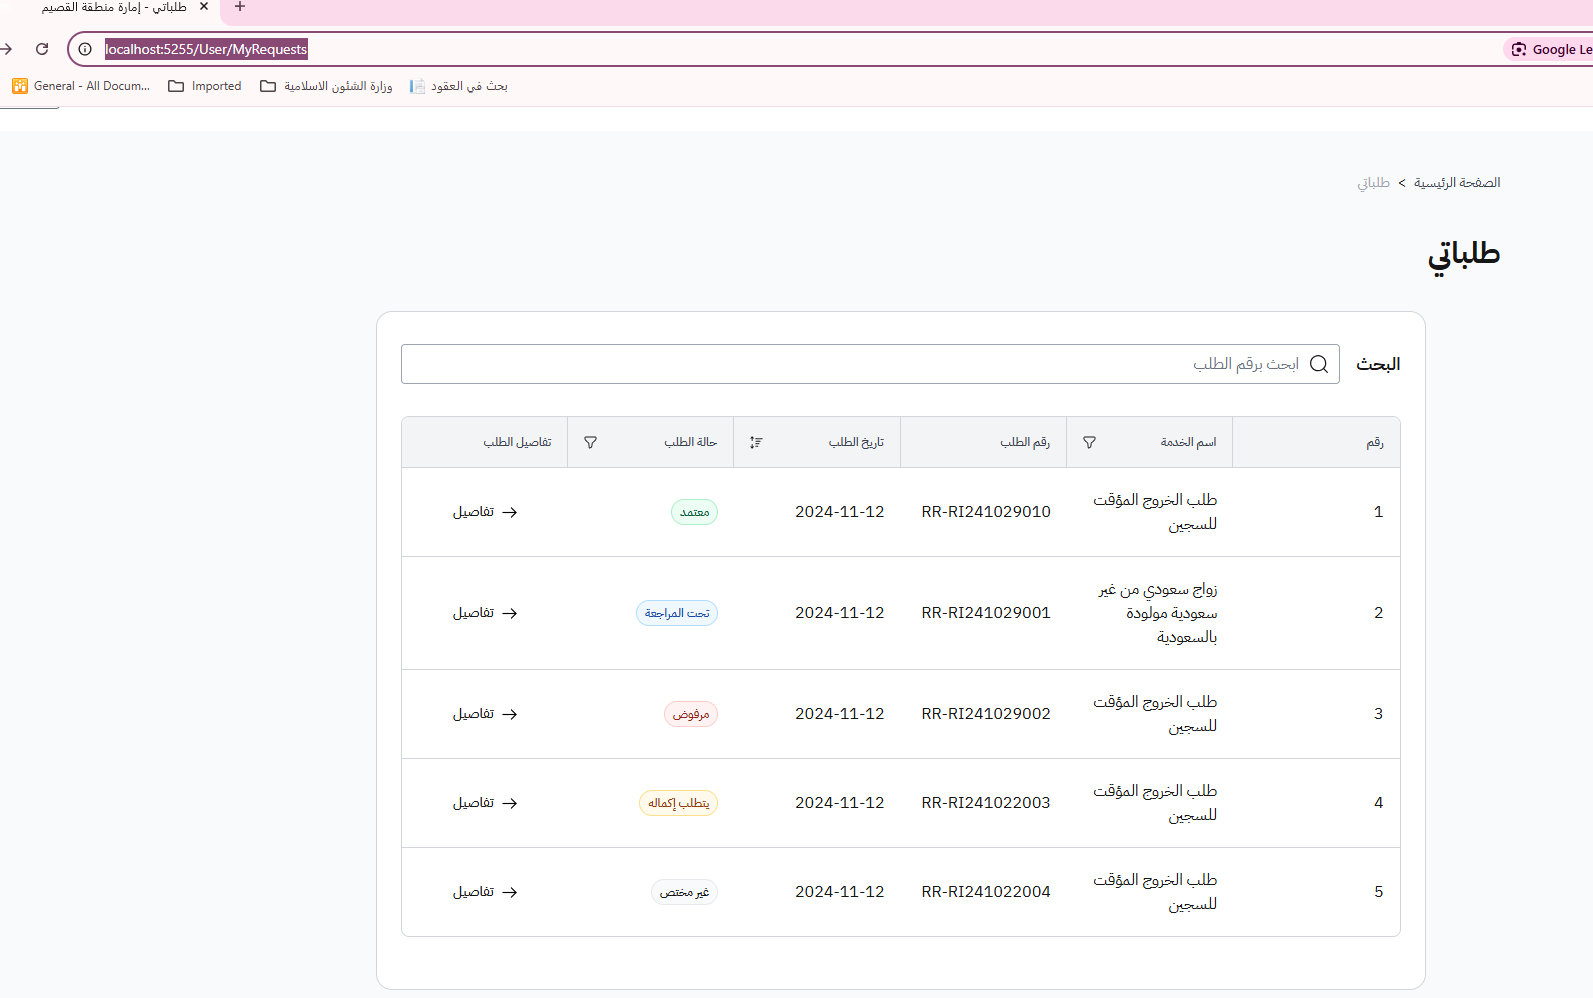 طلباتي - إمارة منطقة القصيم
localhost:5255/User/MyRequests
Google Le
General - All Docum...
Imported
وزارة الشئون الاسلامية
بحث في العقود
الصفحة الرئيسية > طلباتي
طلباتي
البحث
ابحث برقم الطلب
رقم اسم الخدمة رقم الطلب تاريخ الطلب حالة الطلب تفاصيل الطلب
1 طلب الخروج المؤقت للسجين RR-RI241029010 2024-11-12 معتمد تفاصيل
2 زواج سعودي من غير سعودية مولودة بالسعودية RR-RI241029001 2024-11-12 تحت المراجعة تفاصيل
3 طلب الخروج المؤقت للسجين RR-RI241029002 2024-11-12 مرفوض تفاصيل
4 طلب الخروج المؤقت للسجين RR-RI241022003 2024-11-12 يتطلب إكماله تفاصيل
5 طلب الخروج المؤقت للسجين RR-RI241022004 2024-11-12 غير مختص تفاصيل